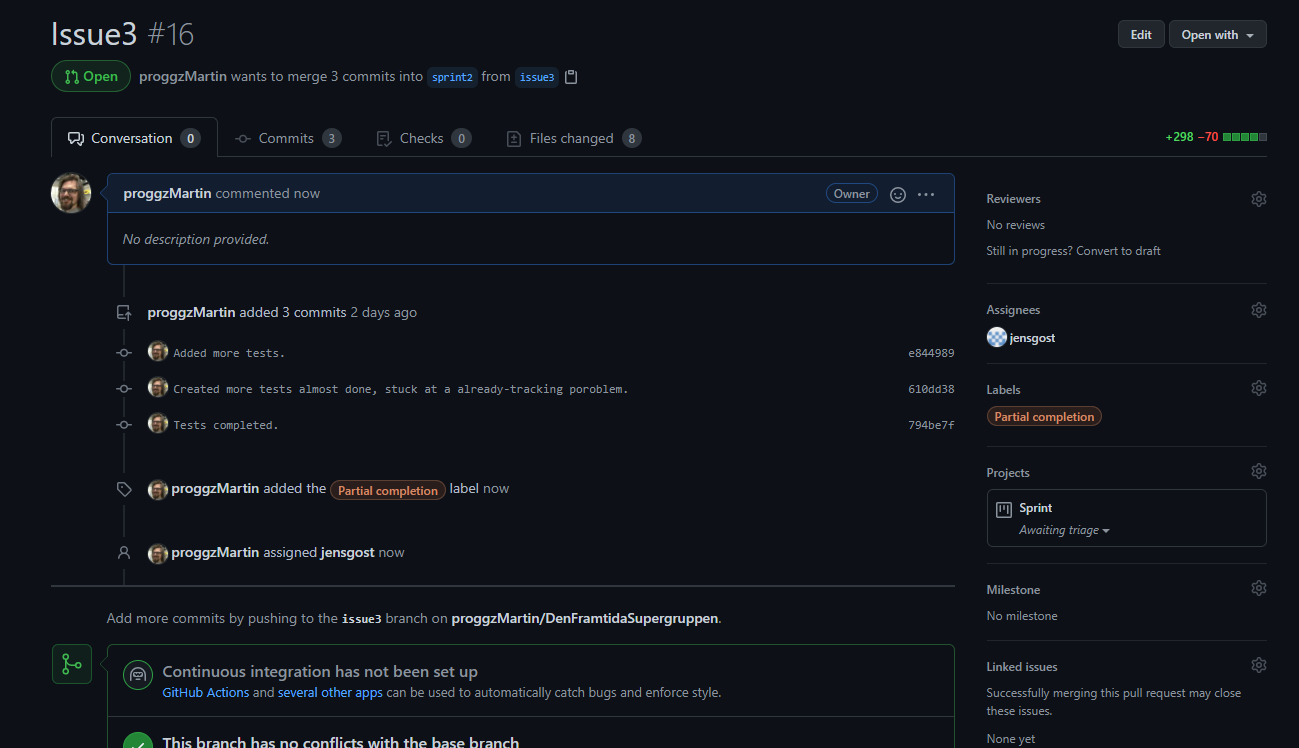 Issue3 #16
Edit
Open with
Open
proggzMartin wants to merge 3 commits into sprint2 from issue3
Conversation 0
Commits 3
Checks 0
Files changed 8
+298 −70
proggzMartin commented now
Owner
No description provided.
proggzMartin added 3 commits 2 days ago
Added more tests. e844989
Created more tests almost done, stuck at a already-tracking poroblem. 610dd38
Tests completed. 794be7f
proggzMartin added the Partial completion label now
proggzMartin assigned jensgost now
Add more commits by pushing to the issue3 branch on proggzMartin/DenFramtidaSupergruppen.
Continuous integration has not been set up
GitHub Actions and several other apps can be used to automatically catch bugs and enforce style.
This branch has no conflicts with the base branch
Reviewers
No reviews
Still in progress? Convert to draft
Assignees
jensgost
Labels
Partial completion
Projects
Sprint
Awaiting triage
Milestone
No milestone
Linked issues
Successfully merging this pull request may close
these issues.
None yet